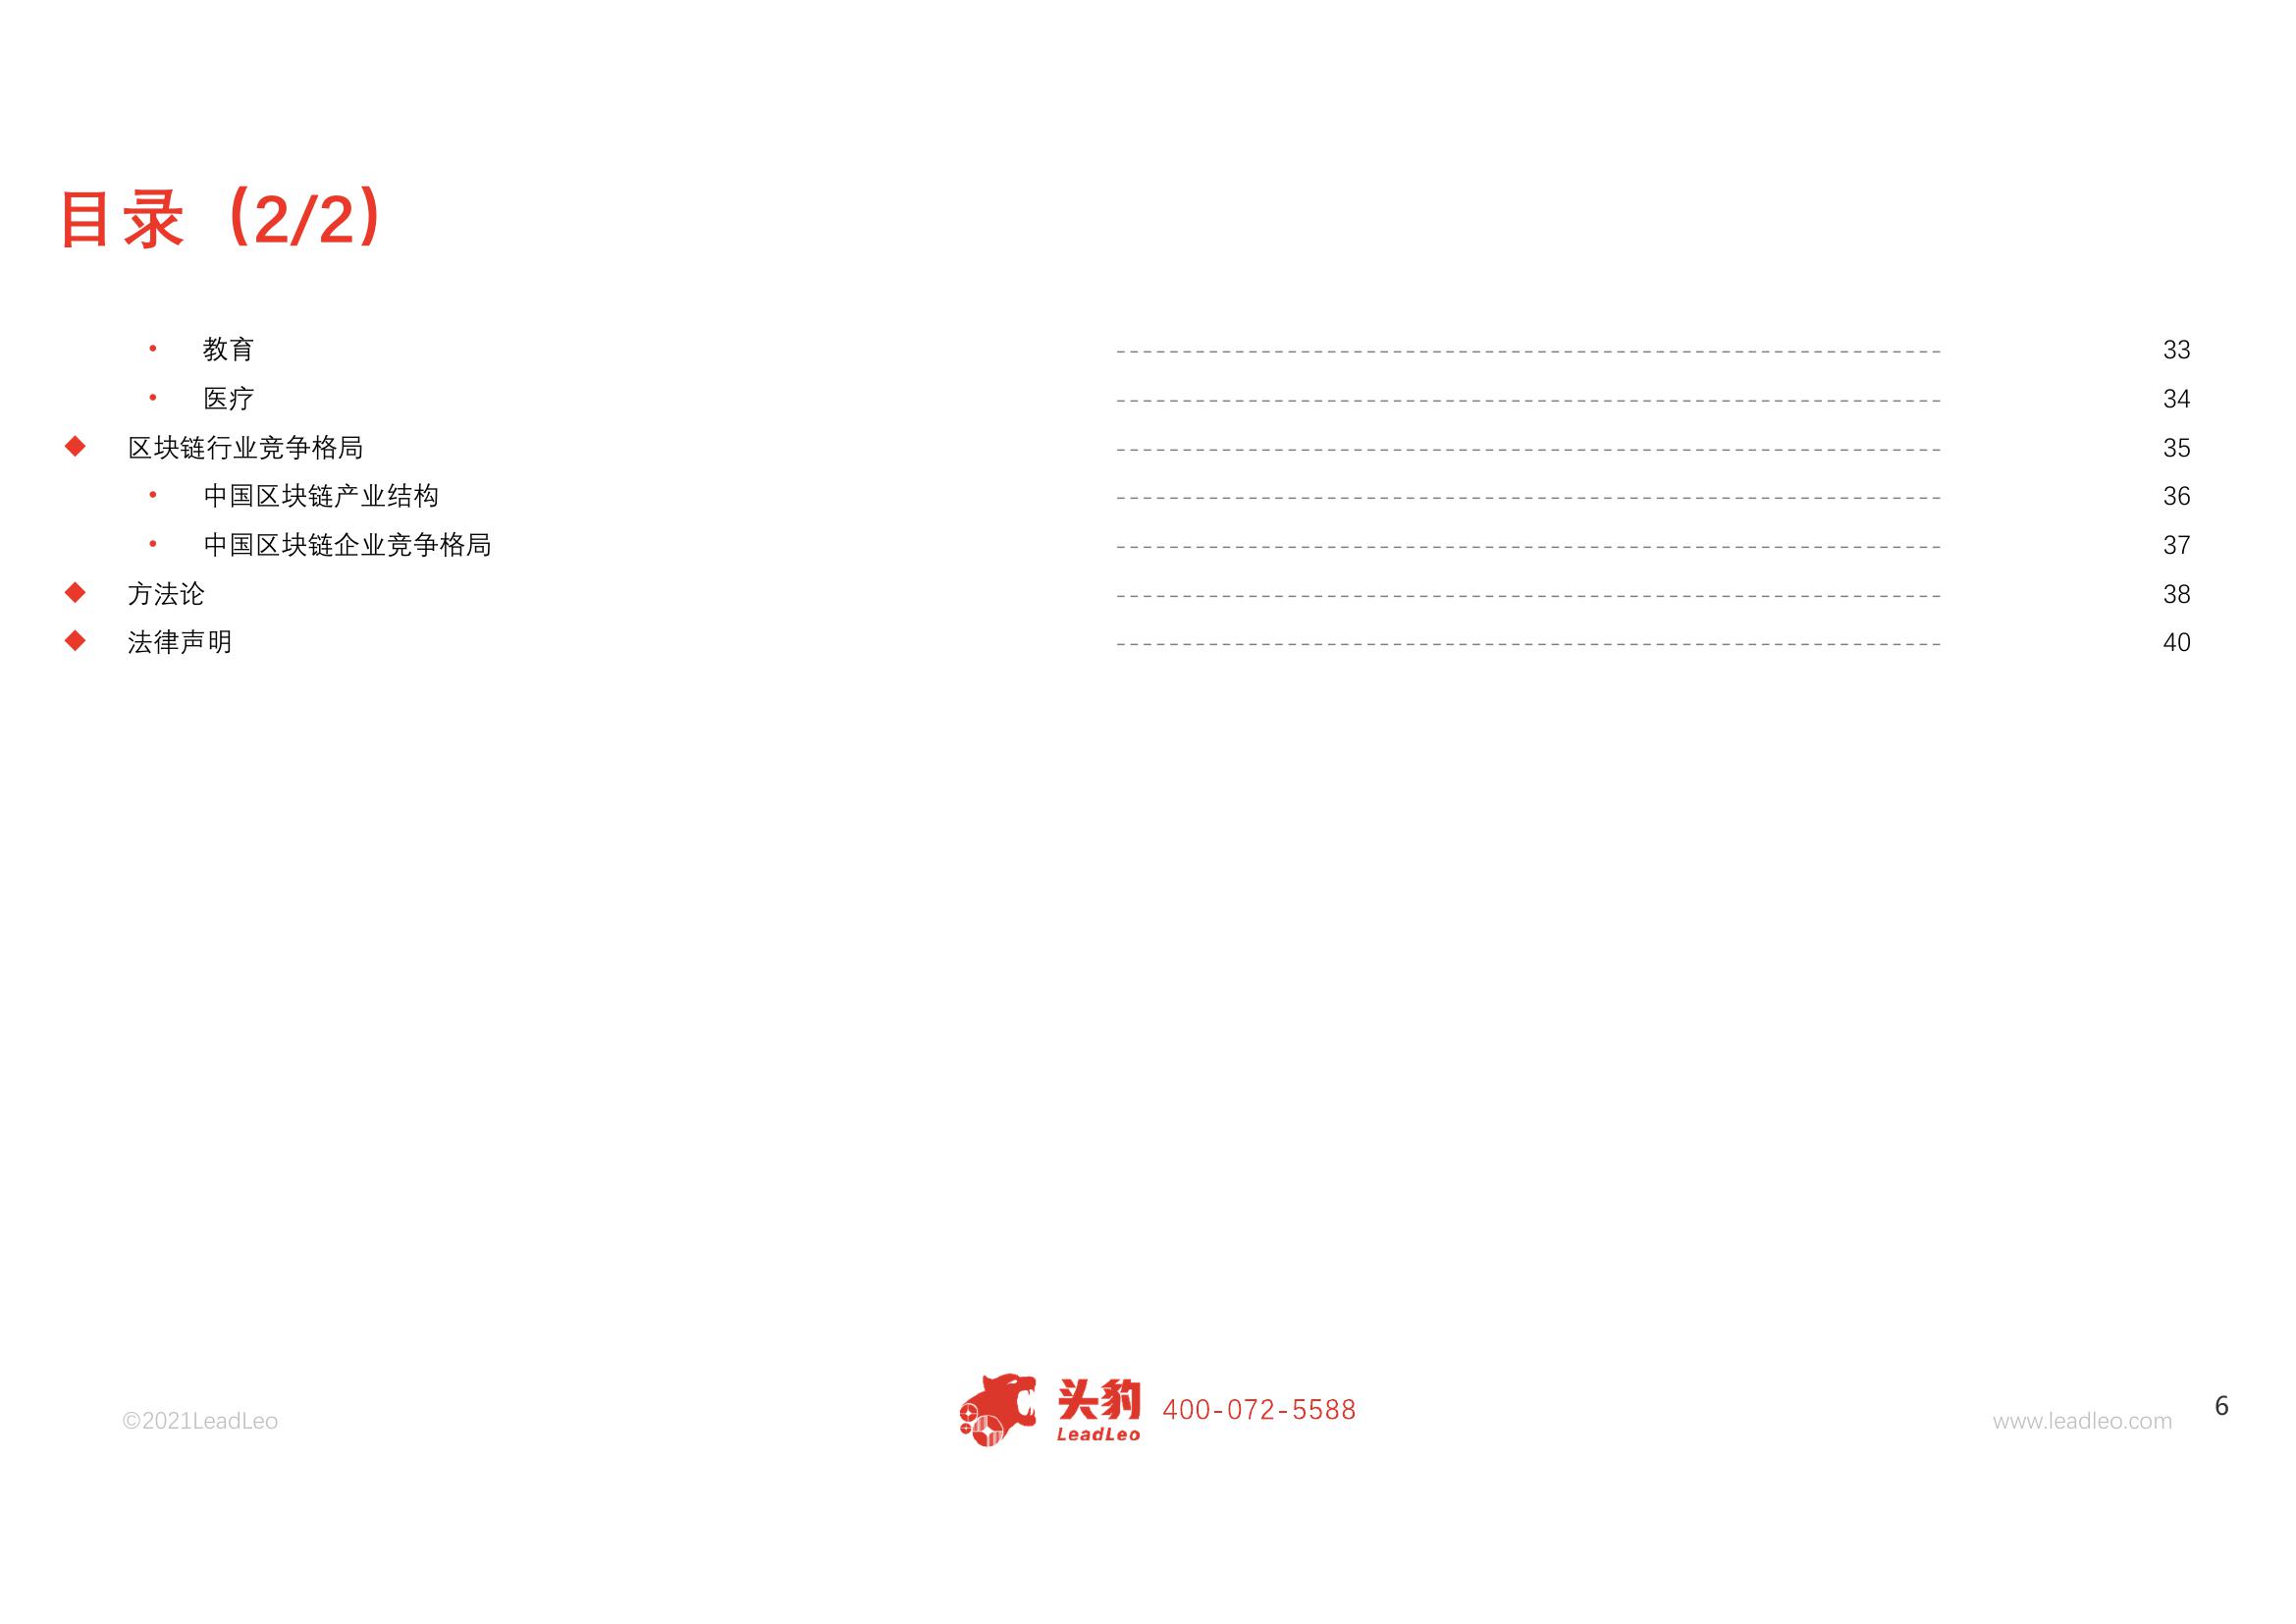 目录（2/2）
• 教育 -------------------------------------------------------------- 33
• 医疗 -------------------------------------------------------------- 34
◆ 区块链行业竞争格局 -------------------------------------------------------------- 35
• 中国区块链产业结构 -------------------------------------------------------------- 36
• 中国区块链企业竞争格局 -------------------------------------------------------------- 37
◆ 方法论 -------------------------------------------------------------- 38
◆ 法律声明 -------------------------------------------------------------- 40
©2021LeadLeo
头豹
LeadLeo
400-072-5588
www.leadleo.com
6